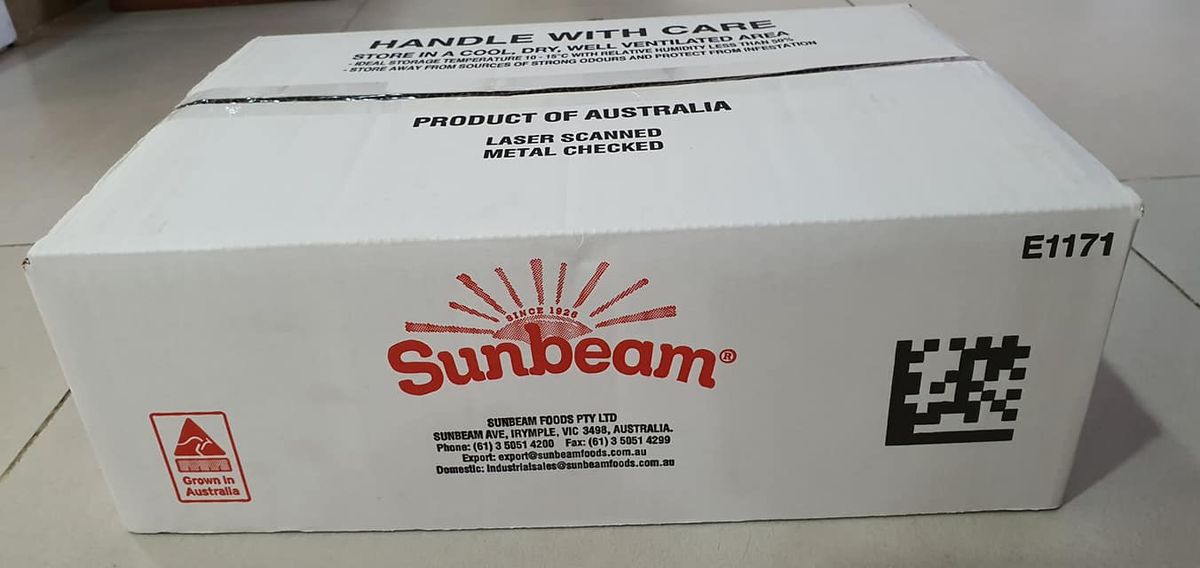 HANDLE WITH CARE
STORE IN A COOL, DRY, WELL VENTILATED AREA
- IDEAL STORAGE TEMPERATURE 10 - 15°C WITH RELATIVE HUMIDITY LESS THAN 50%
- STORE AWAY FROM SOURCES OF STRONG ODOURS AND PROTECT FROM INFESTATION
PRODUCT OF AUSTRALIA
LASER SCANNED
METAL CHECKED
E1171
SINCE 1926
Sunbeam®
SUNBEAM FOODS PTY LTD
SUNBEAM AVE, IRYMPLE, VIC 3498, AUSTRALIA.
Phone: (61) 3 5051 4200 Fax: (61) 3 5051 4299
Export: export@sunbeamfoods.com.au
Domestic: industrialsales@sunbeamfoods.com.au
Grown in
Australia